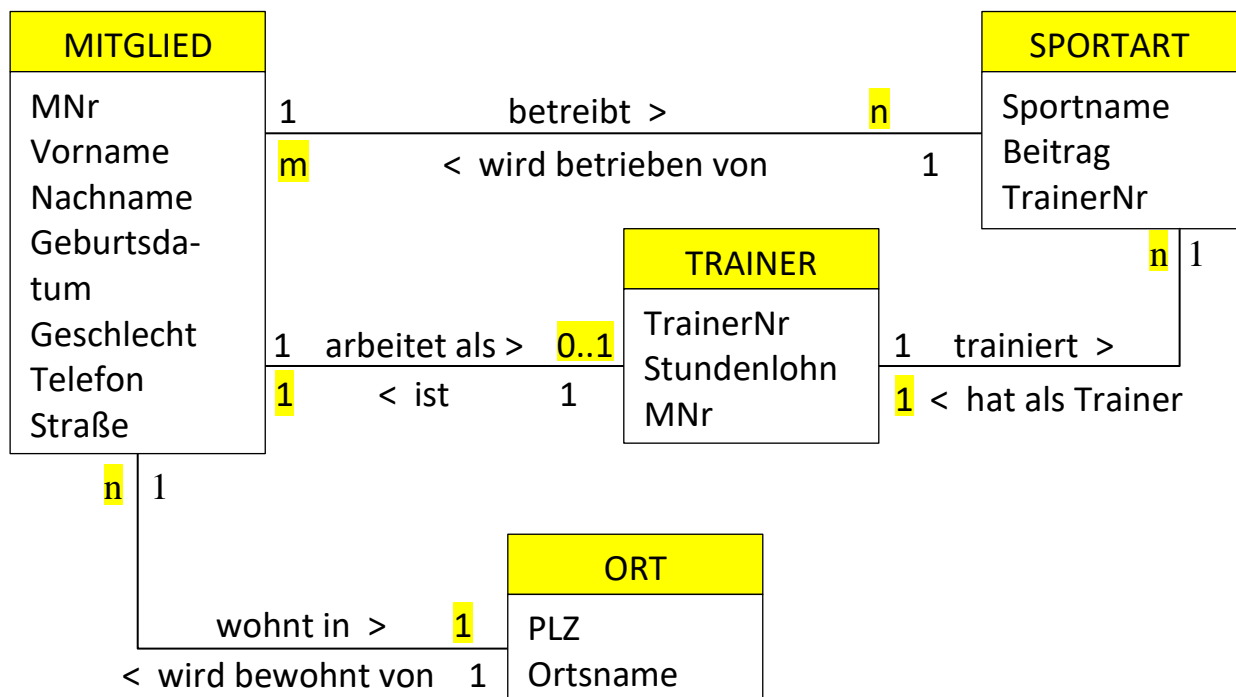 MITGLIED
MNr
Vorname
Nachname
Geburtsda-
tum
Geschlecht
Telefon
Straße
1 betreibt > n
m < wird betrieben von 1
SPORTART
Sportname
Beitrag
TrainerNr
n 1
TRAINER
TrainerNr
Stundenlohn
MNr
1 arbeitet als > 0..1
1 < ist 1
1 trainiert >
1 < hat als Trainer
n 1
wohnt in > 1
< wird bewohnt von 1
ORT
PLZ
Ortsname